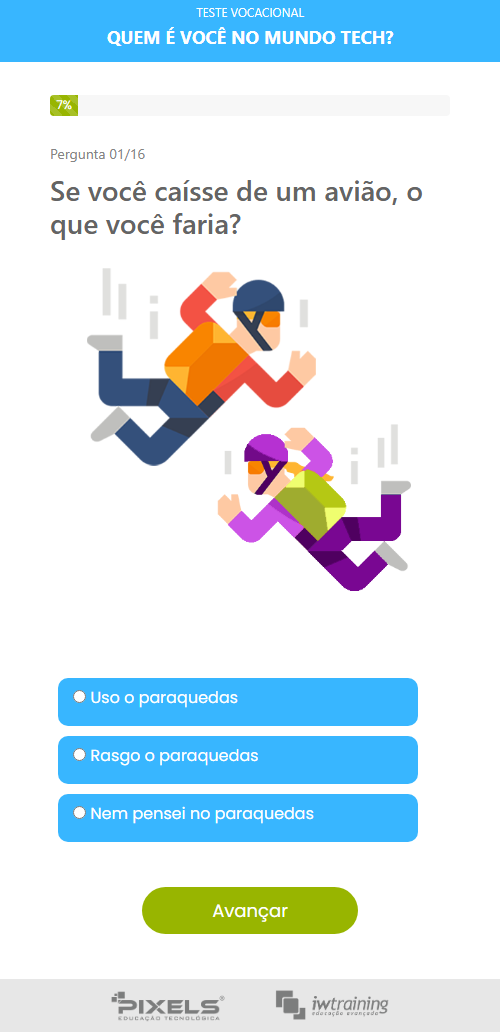 TESTE VOCACIONAL
QUEM É VOCÊ NO MUNDO TECH?
7%
Pergunta 01/16
Se você caísse de um avião, o
que você faria?
Uso o paraquedas
Rasgo o paraquedas
Nem pensei no paraquedas
Avançar
PIXELS®
EDUCAÇÃO TECNOLÓGICA
iwtraining
educação avançada